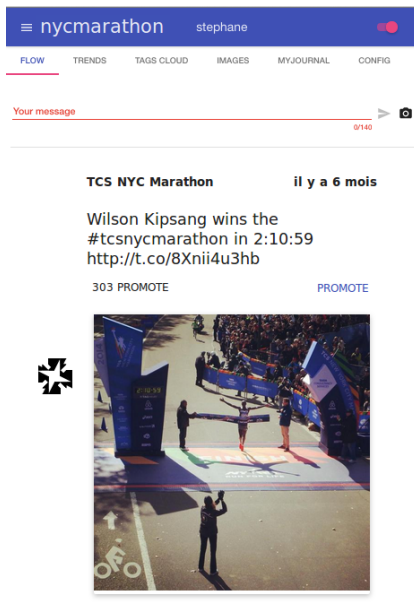 nycmarathon stephane
FLOW TRENDS TAGS CLOUD IMAGES MYJOURNAL CONFIG
Your message
0/140
TCS NYC Marathon il y a 6 mois
Wilson Kipsang wins the
#tcsnycmarathon in 2:10:59
http://t.co/8Xnii4u3hb
303 PROMOTE PROMOTE